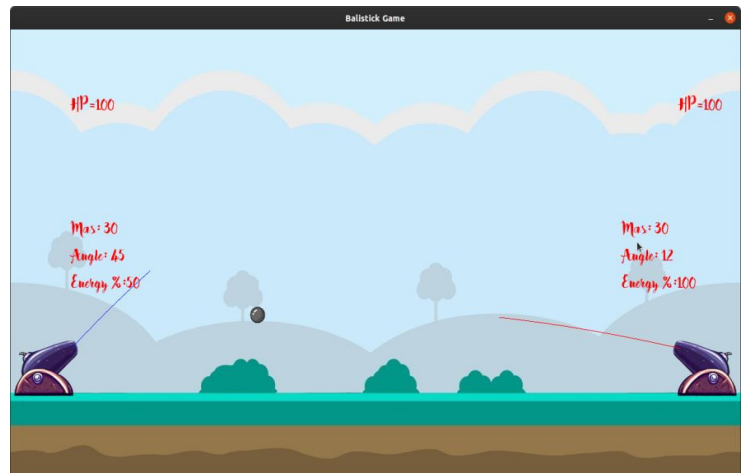 Balistick Game
HP=100
HP=100
Mas: 30
Mas: 30
Angle: 45
Angle: 12
Energy %:50
Energy %:100